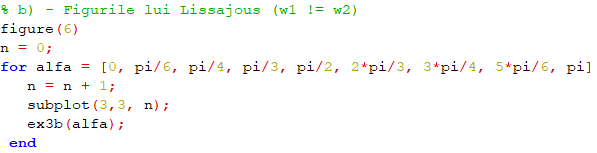 % b) - Figurile lui Lissajous (w1 != w2)
figure(6)
n = 0;
for alfa = [0, pi/6, pi/4, pi/3, pi/2, 2*pi/3, 3*pi/4, 5*pi/6, pi]
n = n + 1;
subplot(3,3, n);
ex3b(alfa);
end